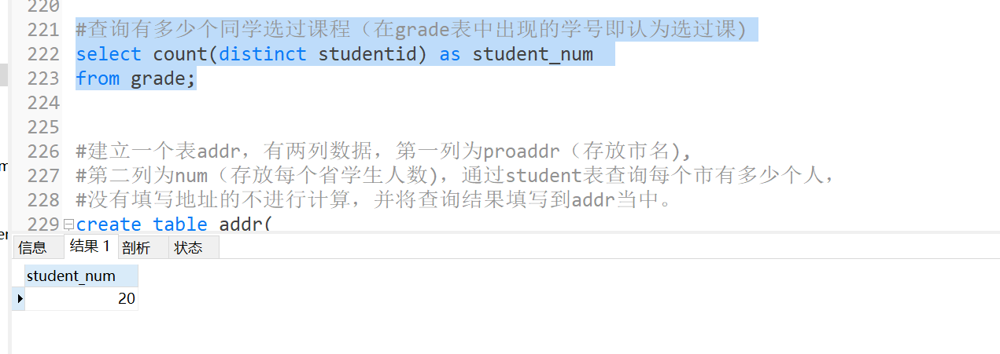 220
221 #查询有多少个同学选过课程（在grade表中出现的学号即认为选过课)
222 select count(distinct studentid) as student_num
223 from grade;
224
225
226 #建立一个表addr，有两列数据，第一列为proaddr（存放市名),
227 #第二列为num（存放每个省学生人数)，通过student表查询每个市有多少个人，
228 #没有填写地址的不进行计算，并将查询结果填写到addr当中。
229 create table addr(
信息 结果 1 剖析 状态
student_num
20